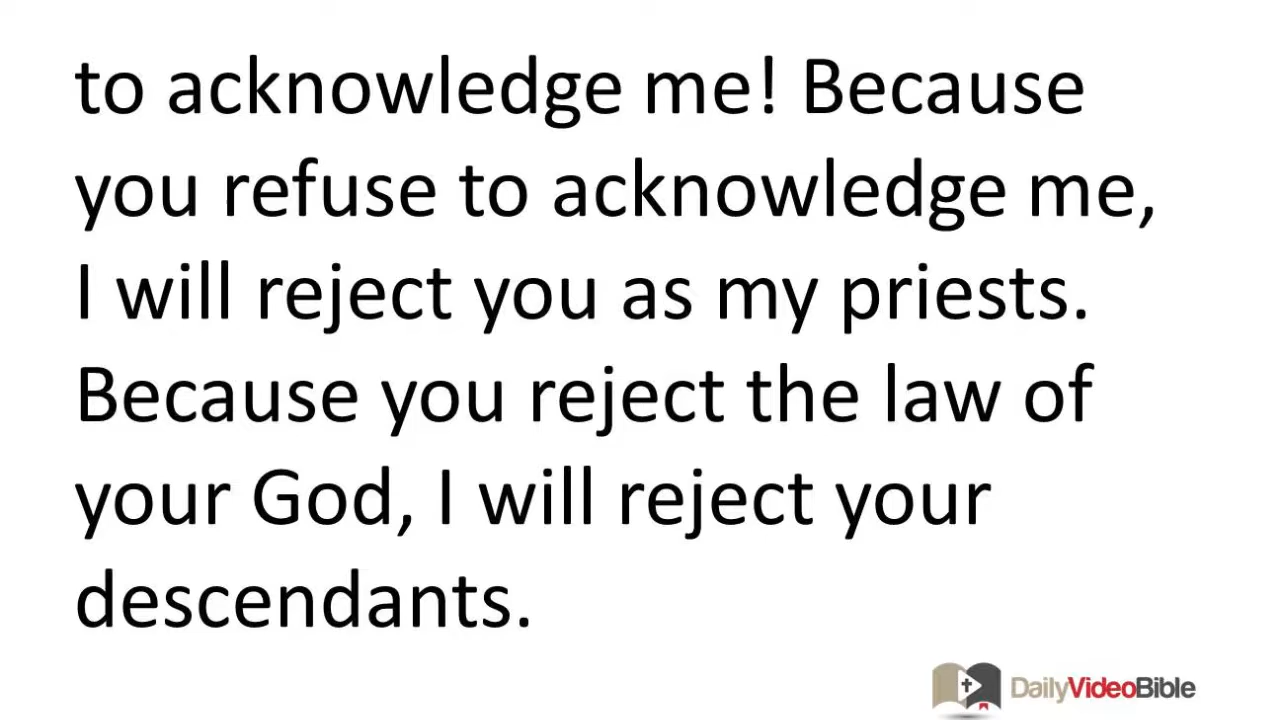 to acknowledge me! Because
you refuse to acknowledge me,
I will reject you as my priests.
Because you reject the law of
your God, I will reject your
descendants.
DailyVideoBible